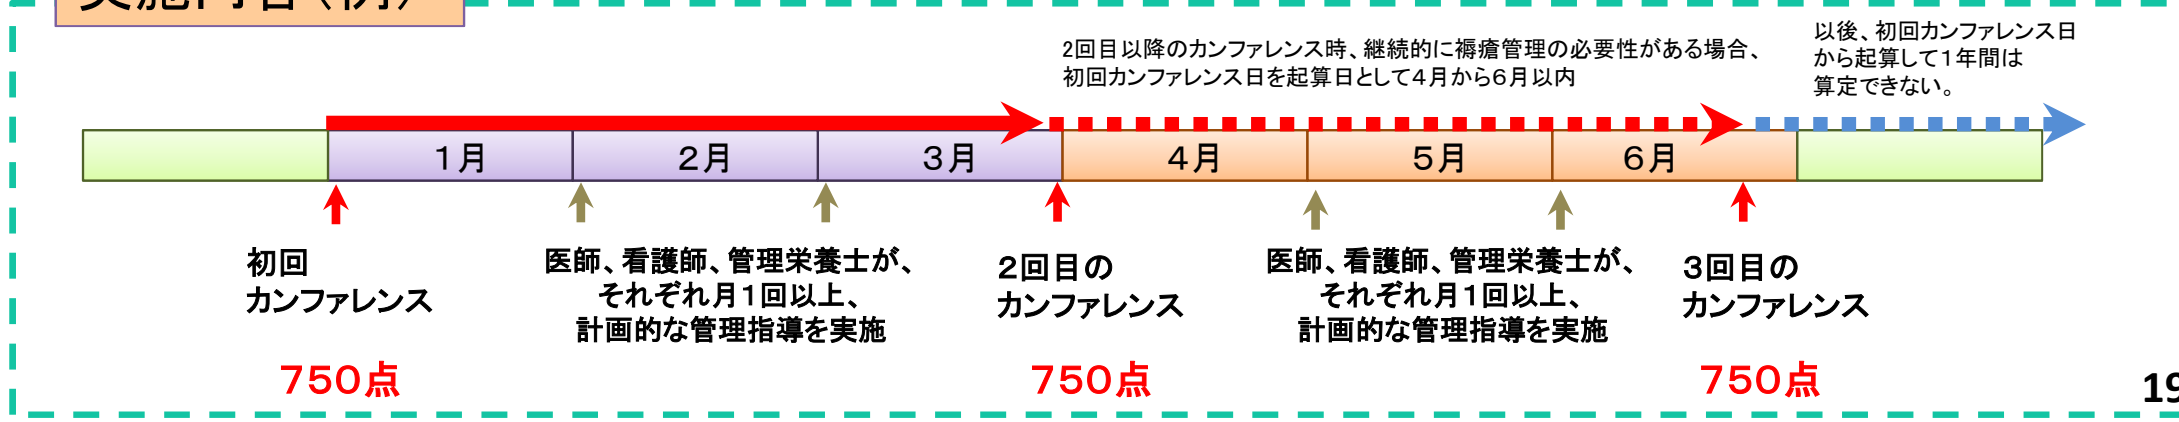 実施内容(例)
2回目以降のカンファレンス時、継続的に褥瘡管理の必要性がある場合、
初回カンファレンス日を起算日として4月から6月以内
以後、初回カンファレンス日
から起算して1年間は
算定できない。
1月 2月 3月 4月 5月 6月
初回
カンファレンス
750点
医師、看護師、管理栄養士が、
それぞれ月1回以上、
計画的な管理指導を実施
2回目の
カンファレンス
750点
医師、看護師、管理栄養士が、
それぞれ月1回以上、
計画的な管理指導を実施
3回目の
カンファレンス
750点
19